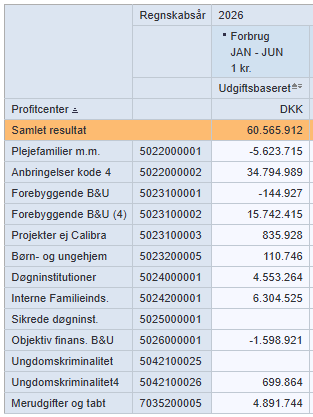 Regnskabsår 2026
Forbrug
JAN - JUN
1 kr.
Udgiftsbaseret
Profitcenter DKK
Samlet resultat 60.565.912
Plejefamilier m.m. 5022000001 -5.623.715
Anbringelser kode 4 5022000002 34.794.989
Forebyggende B&U 5023100001 -144.927
Forebyggende B&U (4) 5023100002 15.742.415
Projekter ej Calibra 5023100003 835.928
Børn- og ungehjem 5023200005 110.746
Døgninstitutioner 5024000001 4.553.264
Interne Familieinds. 5024200001 6.304.525
Sikrede døgninst. 5025000001
Objektiv finans. B&U 5026000001 -1.598.921
Ungdomskriminalitet 5042100025
Ungdomskriminalitet4 5042100026 699.864
Merudgifter og tabt 7035200005 4.891.744